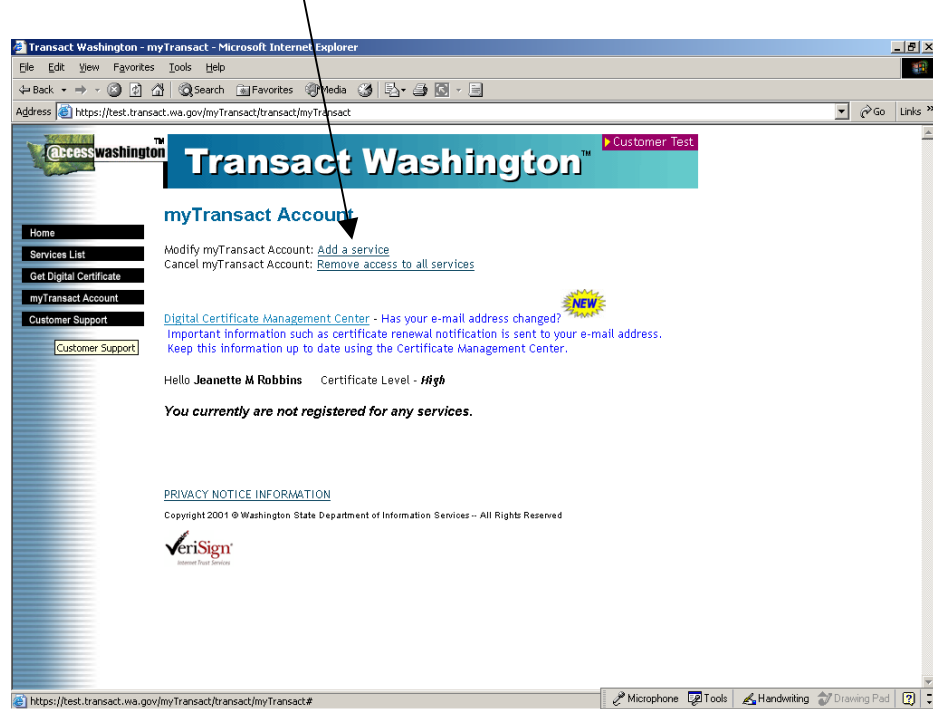 Transact Washington - myTransact - Microsoft Internet Explorer
File Edit View Favorites Tools Help
Back Search Favorites Media
Address https://test.transact.wa.gov/myTransact/transact/myTransact Go Links »
accesswashington TM
Transact Washington™
Customer Test
myTransact Account
Home
Services List
Get Digital Certificate
myTransact Account
Customer Support
Customer Support
Modify myTransact Account: Add a service
Cancel myTransact Account: Remove access to all services
NEW
Digital Certificate Management Center - Has your e-mail address changed?
Important information such as certificate renewal notification is sent to your e-mail address.
Keep this information up to date using the Certificate Management Center.
Hello Jeanette M Robbins Certificate Level - High
You currently are not registered for any services.
PRIVACY NOTICE INFORMATION
Copyright 2001 © Washington State Department of Information Services -- All Rights Reserved
VeriSign
Internet Trust Services
https://test.transact.wa.gov/myTransact/transact/myTransact#
Microphone Tools Handwriting Drawing Pad